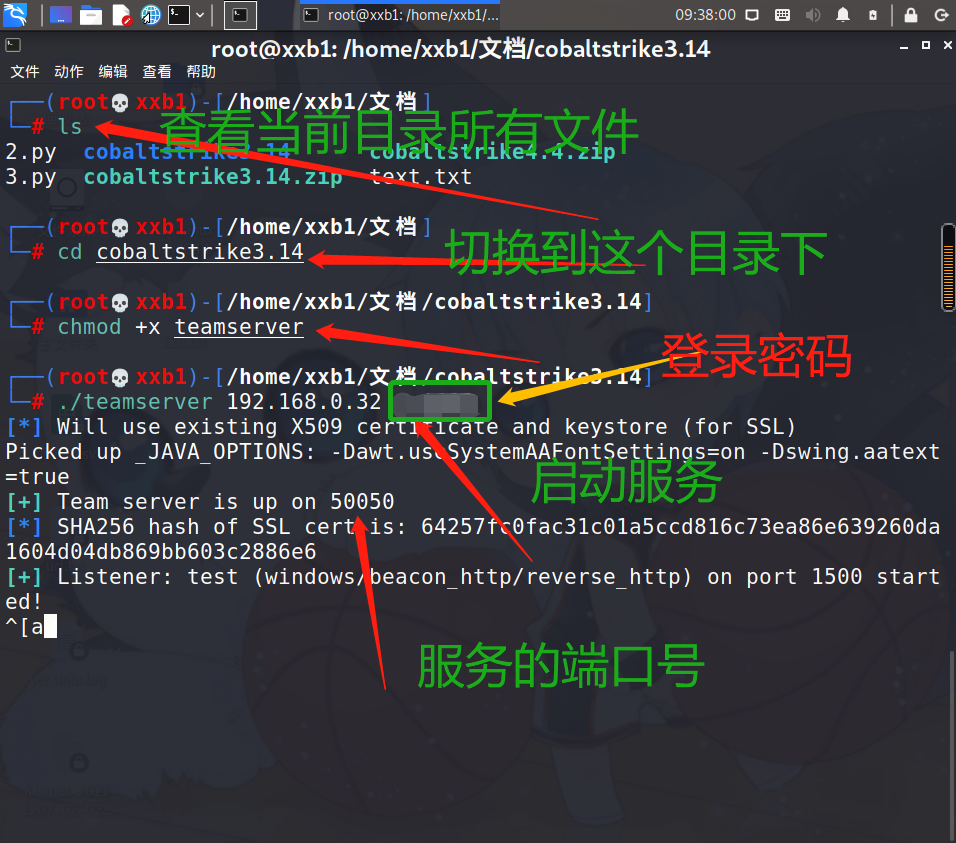 root@xxb1: /home/xxb1/...
09:38:00
root@xxb1: /home/xxb1/文档/cobaltstrike3.14
文件 动作 编辑 查看 帮助
┌──(root💀xxb1)-[/home/xxb1/文档]
└─# ls
查看当前目录所有文件
2.py cobaltstrike3.14 cobaltstrike4.4.zip
3.py cobaltstrike3.14.zip text.txt
┌──(root💀xxb1)-[/home/xxb1/文档]
└─# cd cobaltstrike3.14
切换到这个目录下
┌──(root💀xxb1)-[/home/xxb1/文档/cobaltstrike3.14]
└─# chmod +x teamserver
登录密码
┌──(root💀xxb1)-[/home/xxb1/文档/cobaltstrike3.14]
└─# ./teamserver 192.168.0.32
[*] Will use existing X509 certificate and keystore (for SSL)
Picked up _JAVA_OPTIONS: -Dawt.useSystemAAFontSettings=on -Dswing.aatext
=true
启动服务
[+] Team server is up on 50050
[*] SHA256 hash of SSL cert is: 64257fc0fac31c01a5ccd816c73ea86e639260da
1604d04db869bb603c2886e6
[+] Listener: test (windows/beacon_http/reverse_http) on port 1500 start
ed!
^[a
服务的端口号